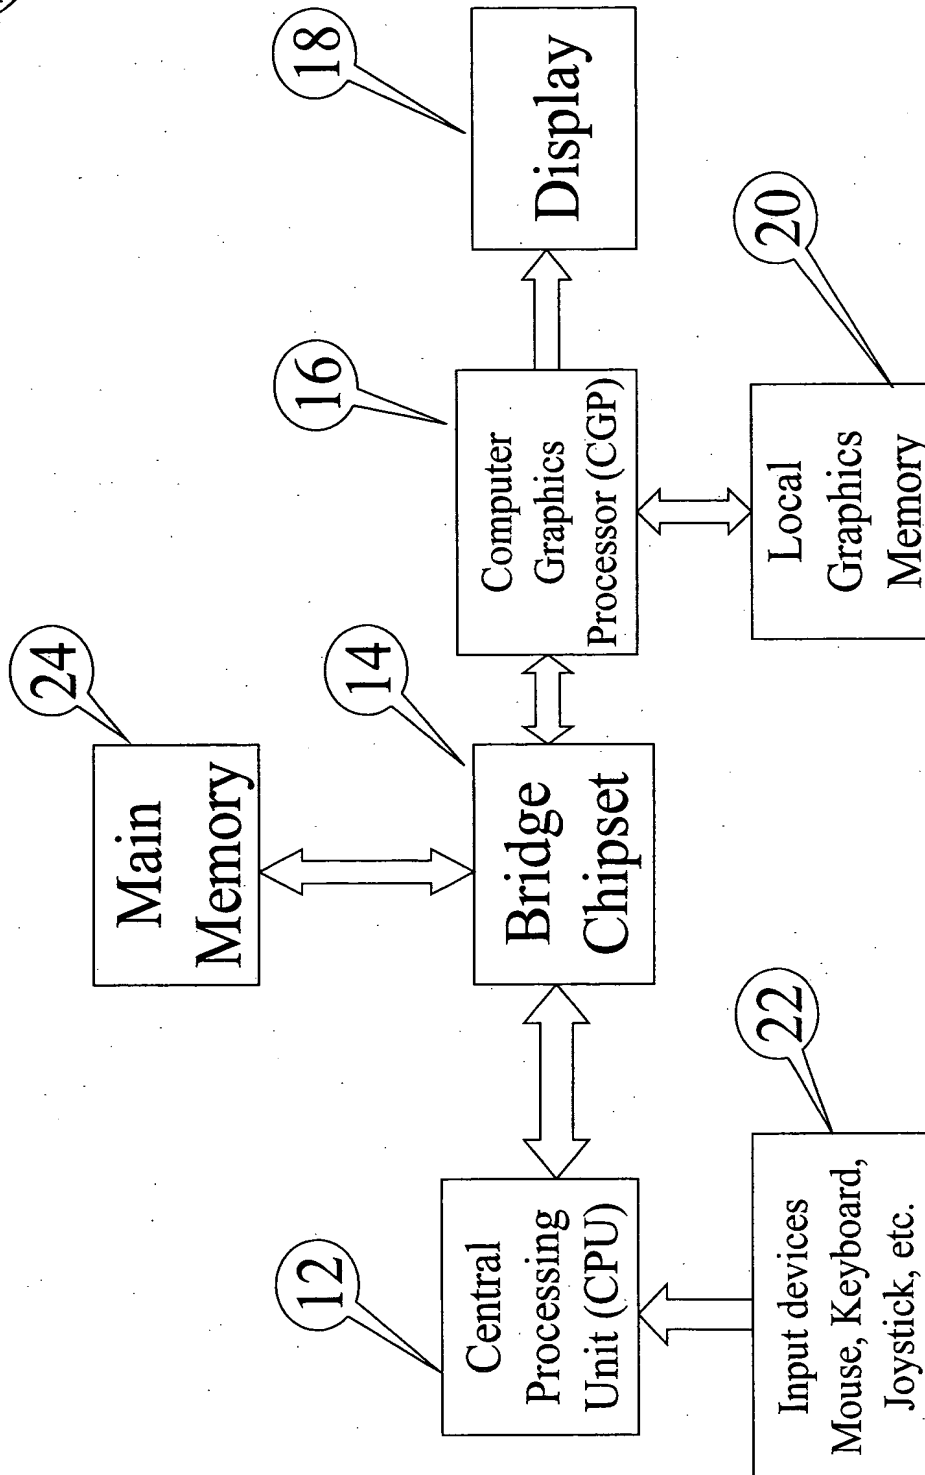 24
Main
Memory
12
Central
Processing
Unit (CPU)
14
Bridge
Chipset
16
Computer
Graphics
Processor (CGP)
18
Display
22
Input devices
Mouse, Keyboard,
Joystick, etc.
20
Local
Graphics
Memory